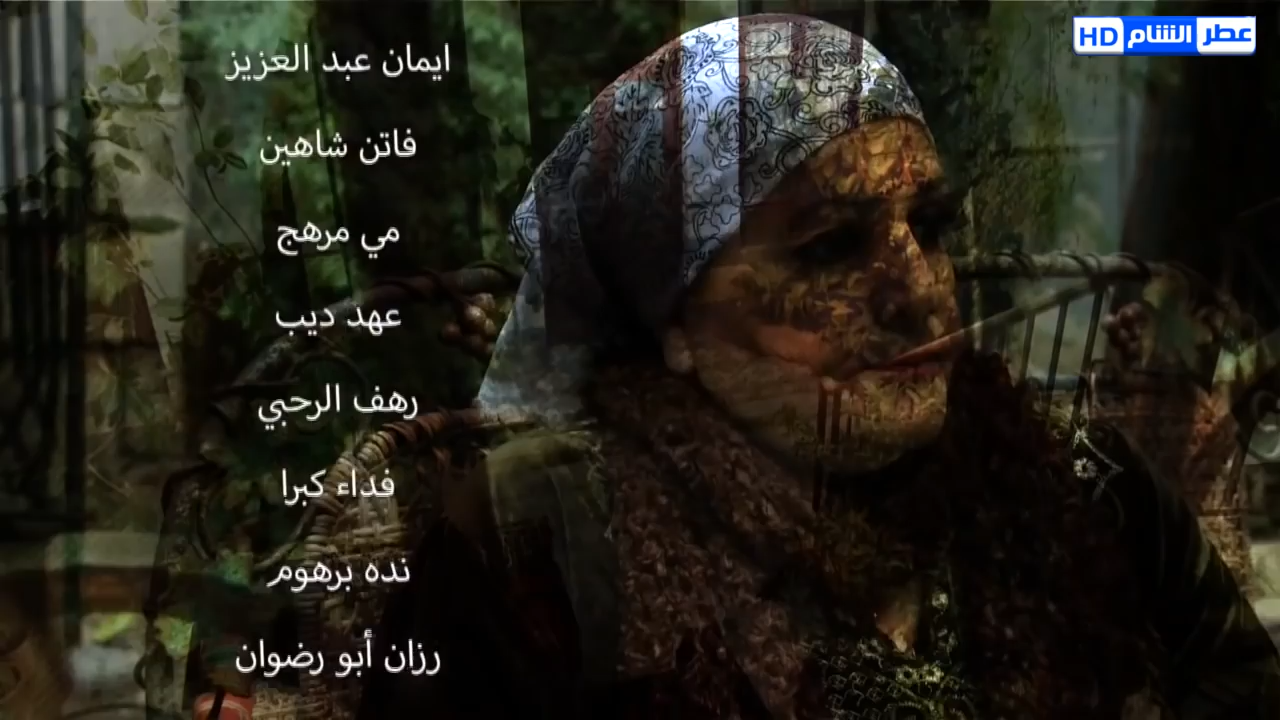 عطر الشام HD
ايمان عبد العزيز
فاتن شاهين
مي مرهج
عهد ديب
رهف الرحبي
فداء كبرا
نده برهوم
رزان أبو رضوان